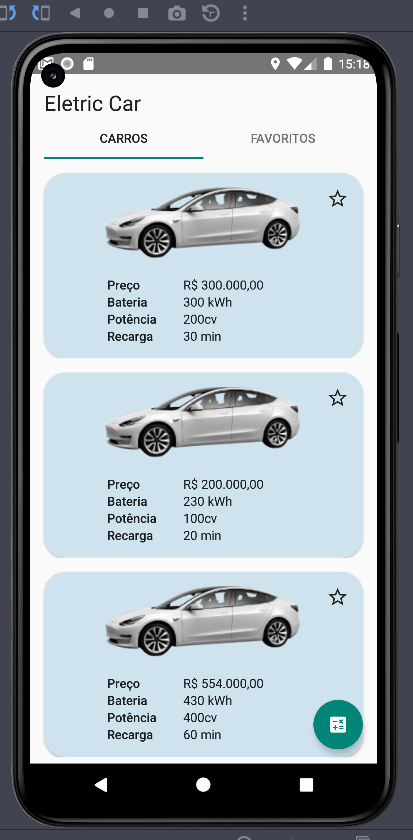 15:18
Eletric Car
CARROS FAVORITOS
Preço R$ 300.000,00
Bateria 300 kWh
Potência 200cv
Recarga 30 min
Preço R$ 200.000,00
Bateria 230 kWh
Potência 100cv
Recarga 20 min
Preço R$ 554.000,00
Bateria 430 kWh
Potência 400cv
Recarga 60 min